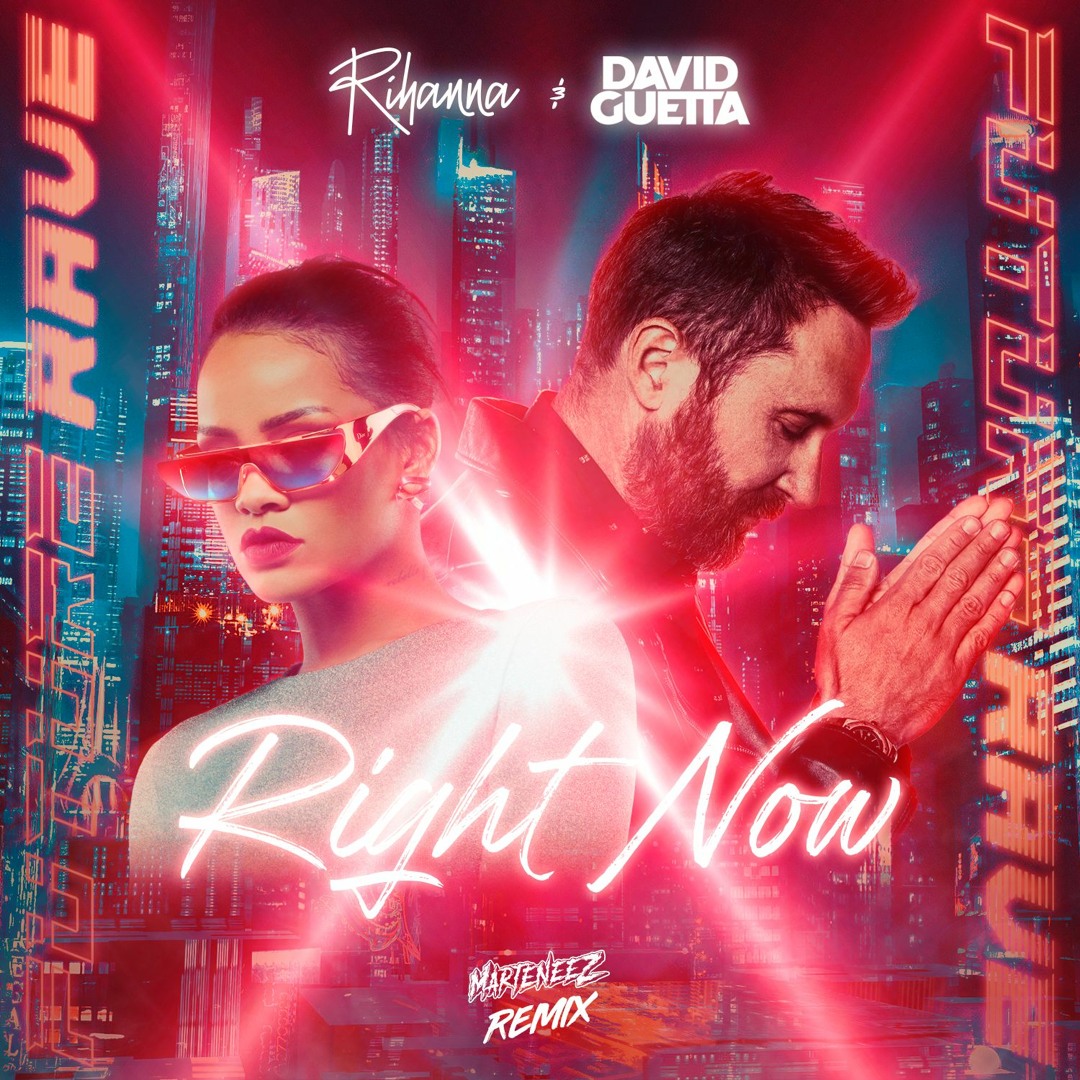 Rihanna & DAVID GUETTA
FUTURE RAVE
FUTURE RAVE
Right Now
MARTENEEZ
REMIX